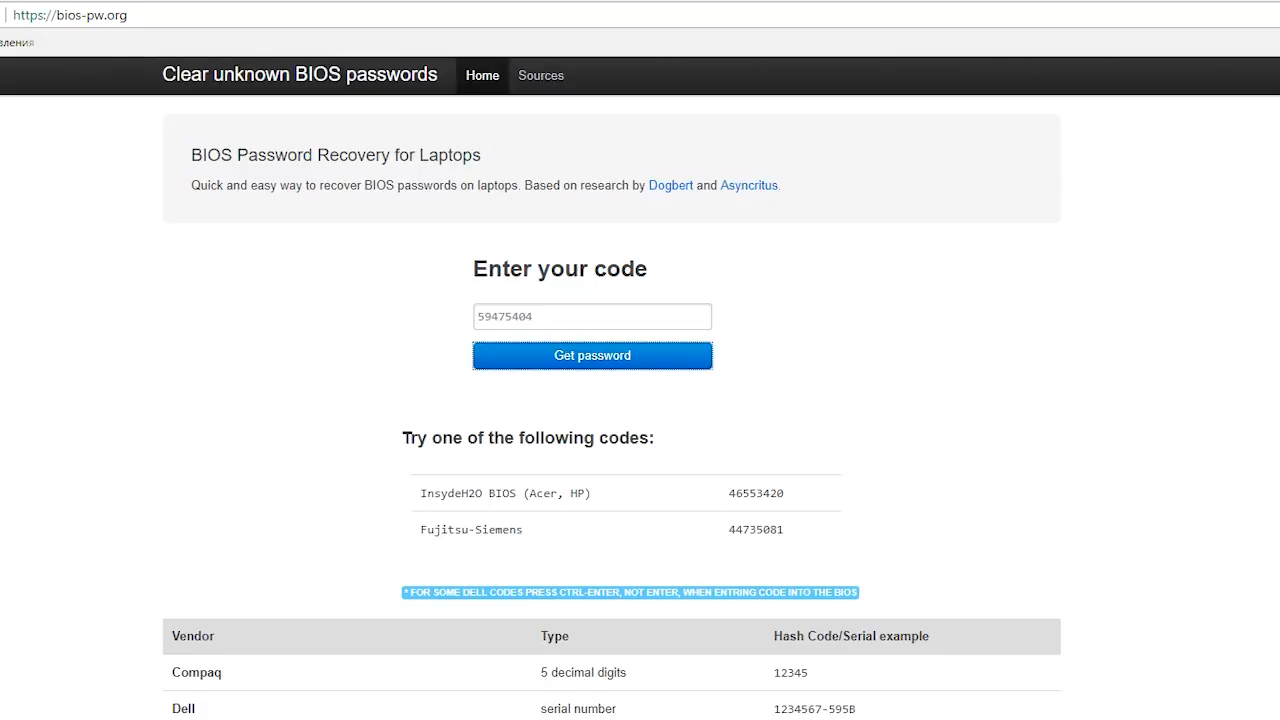 https://bios-pw.org
вления
Clear unknown BIOS passwords Home Sources
BIOS Password Recovery for Laptops
Quick and easy way to recover BIOS passwords on laptops. Based on research by Dogbert and Asyncritus.
Enter your code
59475404
Get password
Try one of the following codes:
InsydeH2O BIOS (Acer, HP) 46553420
Fujitsu-Siemens 44735081
* FOR SOME DELL CODES PRESS CTRL-ENTER, NOT ENTER, WHEN ENTRING CODE INTO THE BIOS
Vendor Type Hash Code/Serial example
Compaq 5 decimal digits 12345
Dell serial number 1234567-595B